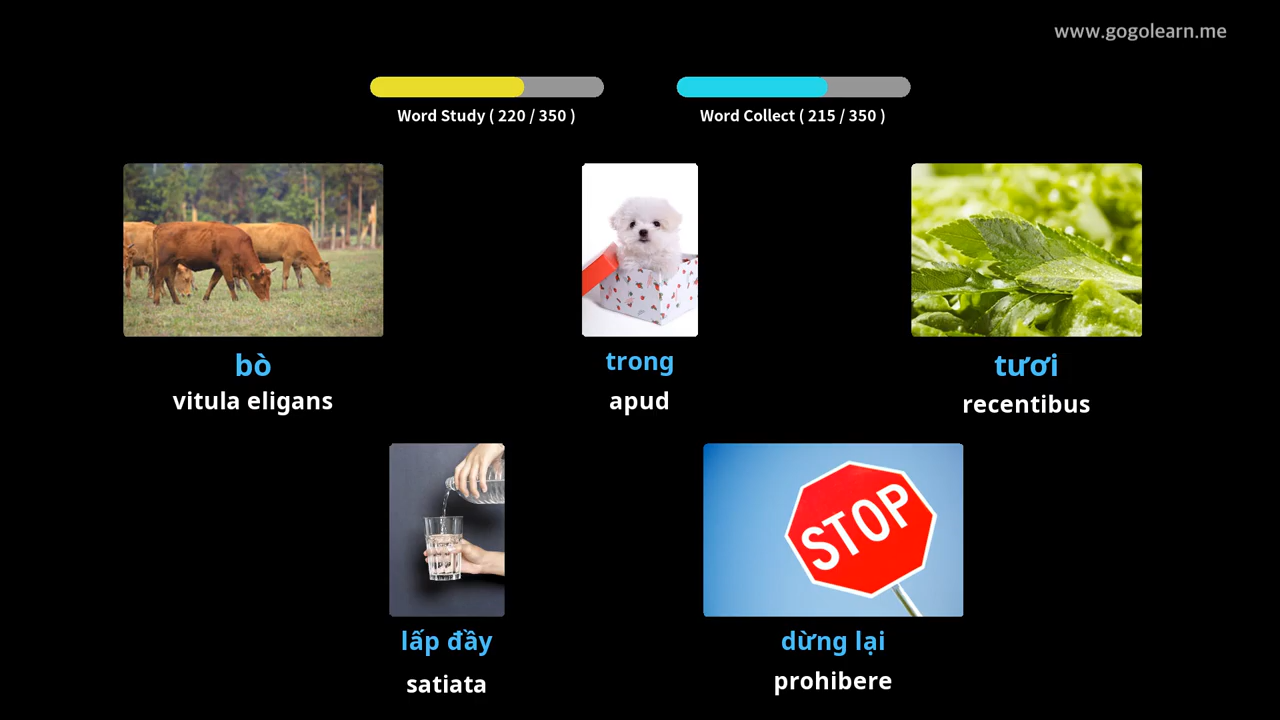 www.gogolearn.me
Word Study ( 220 / 350 )
Word Collect ( 215 / 350 )
bò
vitula eligans
trong
apud
tươi
recentibus
STOP
lấp đầy
satiata
dừng lại
prohibere